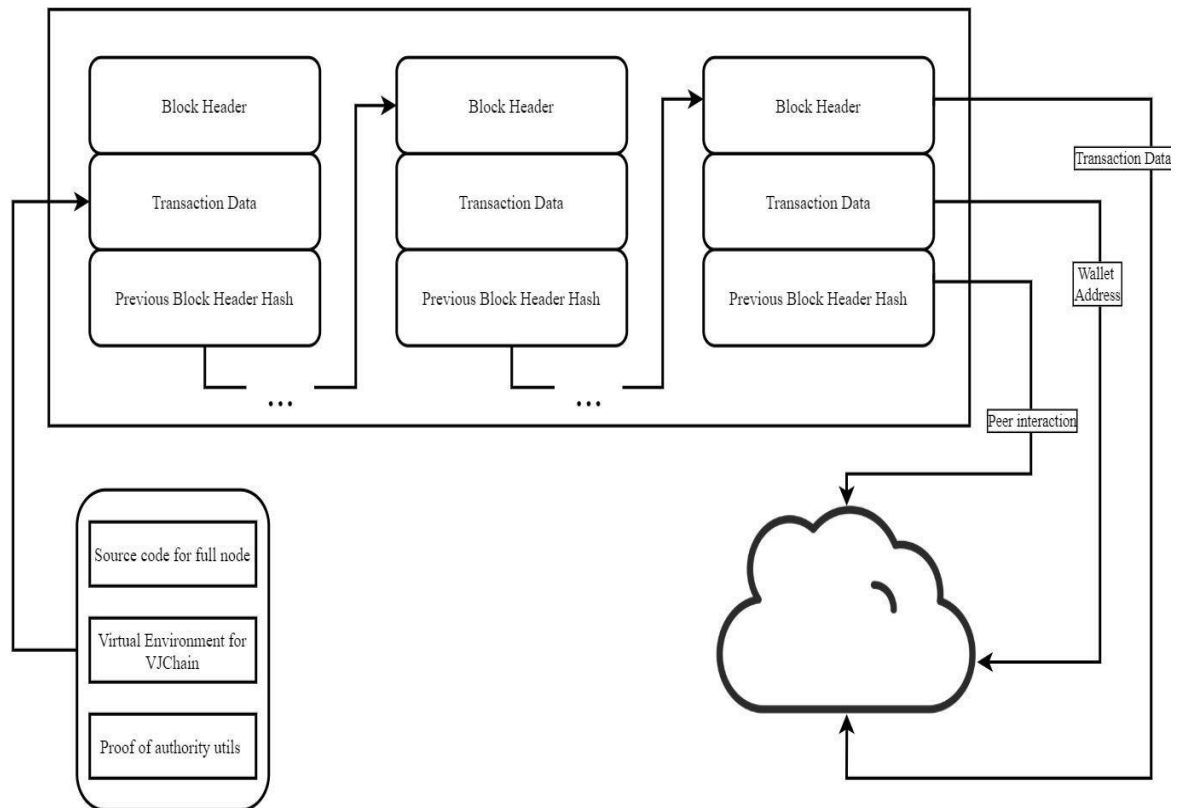 Block Header
Block Header
Block Header
Transaction Data
Transaction Data
Transaction Data
Transaction Data
Previous Block Header Hash
Previous Block Header Hash
Previous Block Header Hash
Wallet
Address
...
...
Peer interaction
Source code for full node
Virtual Environment for
VJChain
Proof of authority utils